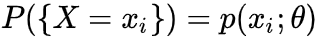 P({X = x_i}) = p(x_i; θ)